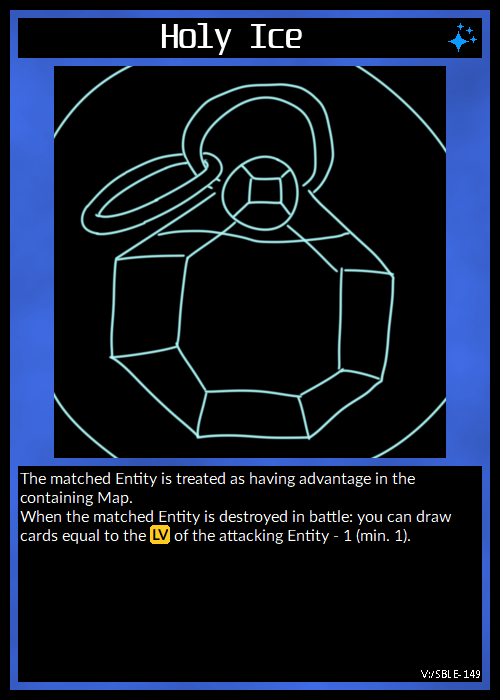 Holy Ice
The matched Entity is treated as having advantage in the
containing Map.
When the matched Entity is destroyed in battle: you can draw
cards equal to the LV of the attacking Entity - 1 (min. 1).
V:/SBLE-149